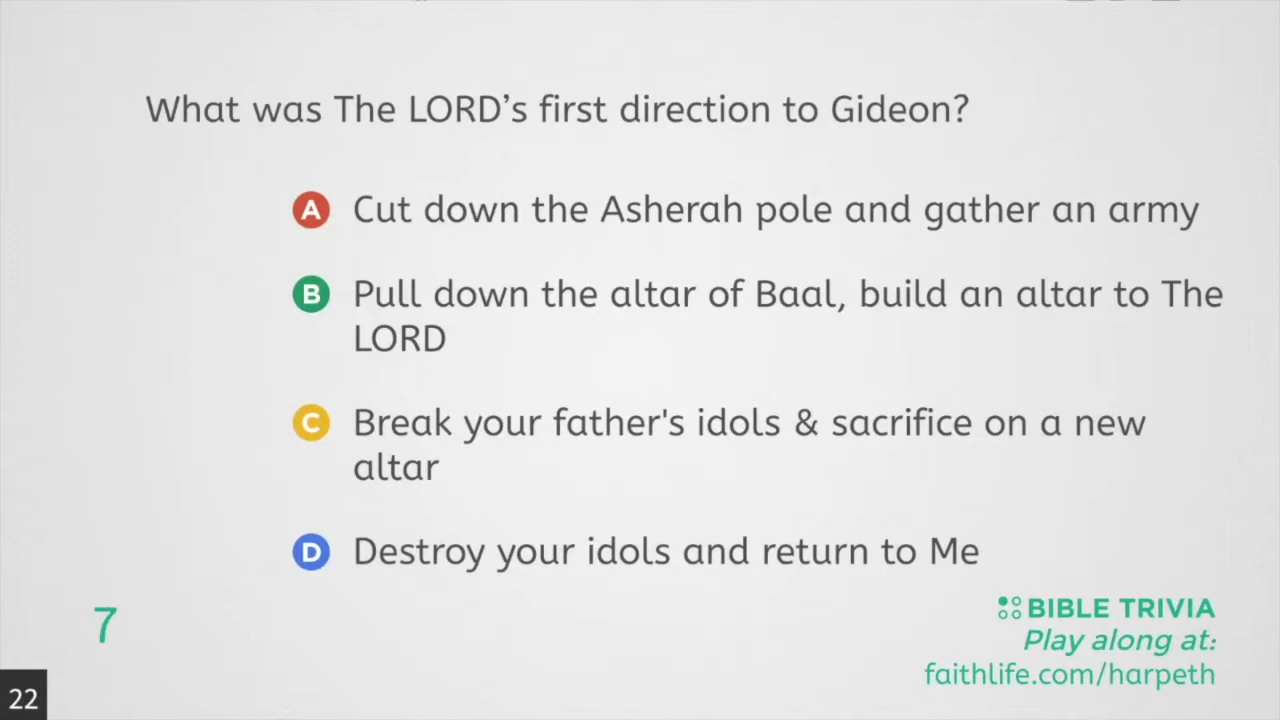 What was The LORD’s first direction to Gideon?
A Cut down the Asherah pole and gather an army
B Pull down the altar of Baal, build an altar to The
LORD
C Break your father's idols & sacrifice on a new
altar
D Destroy your idols and return to Me
7
BIBLE TRIVIA
Play along at:
faithlife.com/harpeth
22